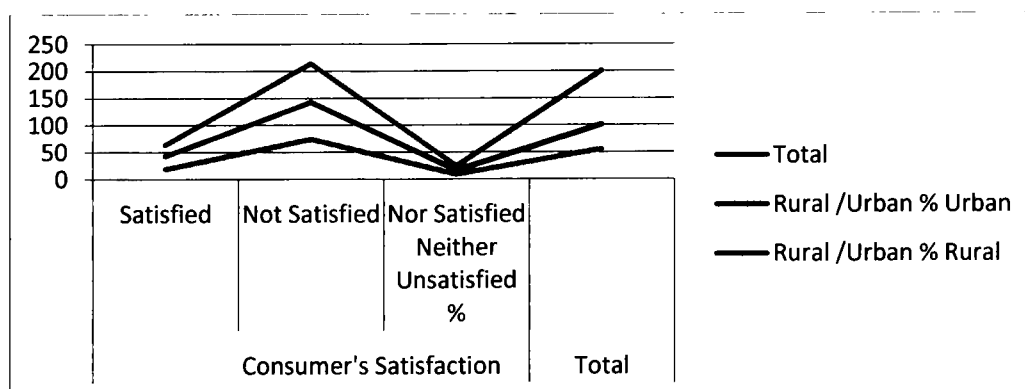 250
200
150
100
50
0
Satisfied
Not Satisfied
Nor Satisfied
Neither
Unsatisfied
%
Consumer's Satisfaction
Total
Total
Rural /Urban % Urban
Rural /Urban % Rural